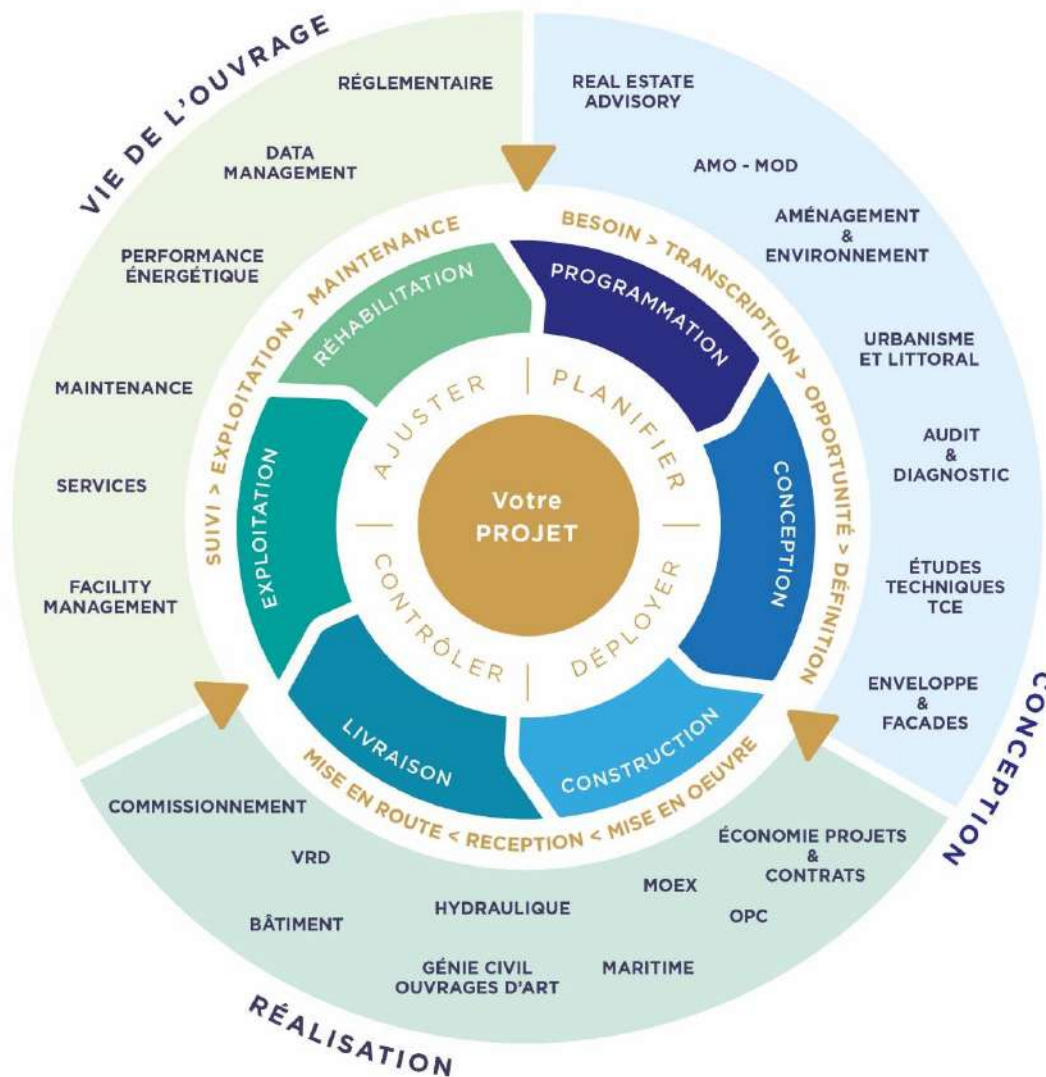 VIE DE L'OUVRAGE
RÉGLEMENTAIRE
DATA
MANAGEMENT
PERFORMANCE
ÉNERGÉTIQUE
MAINTENANCE
SERVICES
FACILITY
MANAGEMENT
REAL ESTATE
ADVISORY
AMO - MOD
AMÉNAGEMENT
&
ENVIRONNEMENT
URBANISME
ET LITTORAL
AUDIT
&
DIAGNOSTIC
ÉTUDES
TECHNIQUES
TCE
ENVELOPPE
&
FACADES
CONCEPTION
SUIVI > EXPLOITATION > MAINTENANCE
BESOIN > TRANSCRIPTION > OPPORTUNITÉ > DÉFINITION
MISE EN ROUTE < RECEPTION < MISE EN OEUVRE
RÉHABILITATION
PROGRAMMATION
CONCEPTION
CONSTRUCTION
LIVRAISON
EXPLOITATION
AJUSTER
PLANIFIER
DÉPLOYER
CONTRÔLER
Votre
PROJET
COMMISSIONNEMENT
VRD
BÂTIMENT
HYDRAULIQUE
GÉNIE CIVIL
OUVRAGES D'ART
MOEX
MARITIME
OPC
ÉCONOMIE PROJETS
&
CONTRATS
RÉALISATION